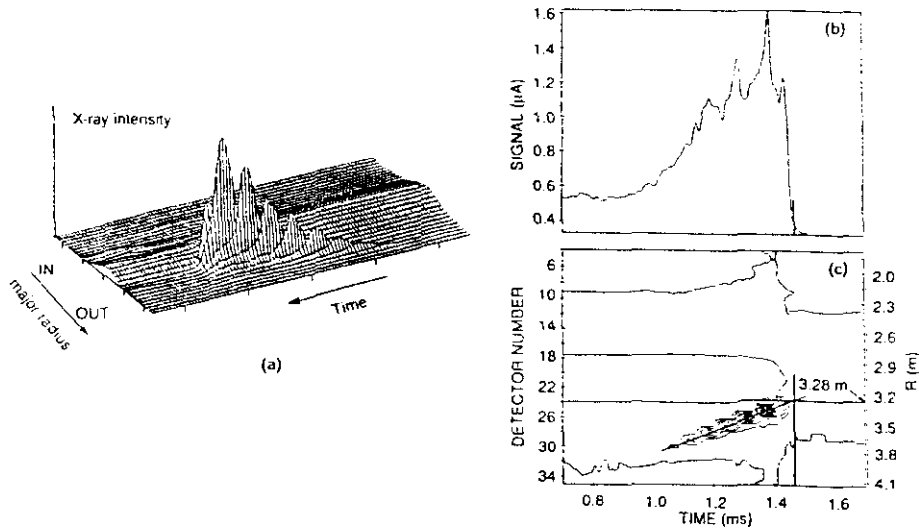 X-ray intensity
IN
OUT
major radius
Time
(a)
1.6
1.4
1.2
1.0
0.8
0.6
0.4
SIGNAL (μA)
(b)
6
10
14
18
22
26
30
34
DETECTOR NUMBER
(c)
3.28 m
2.0
2.3
2.6
2.9
3.2
3.5
3.8
4.1
R (m)
0.8
1.0
1.2
1.4
1.6
TIME (ms)